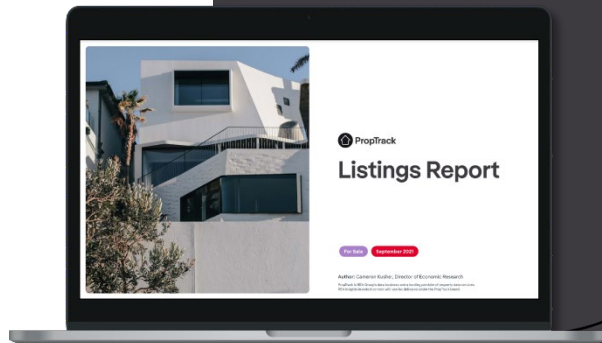 PropTrack
Listings Report
For Sale
September 2021
Author: Cameron Kusher, Director of Economic Research